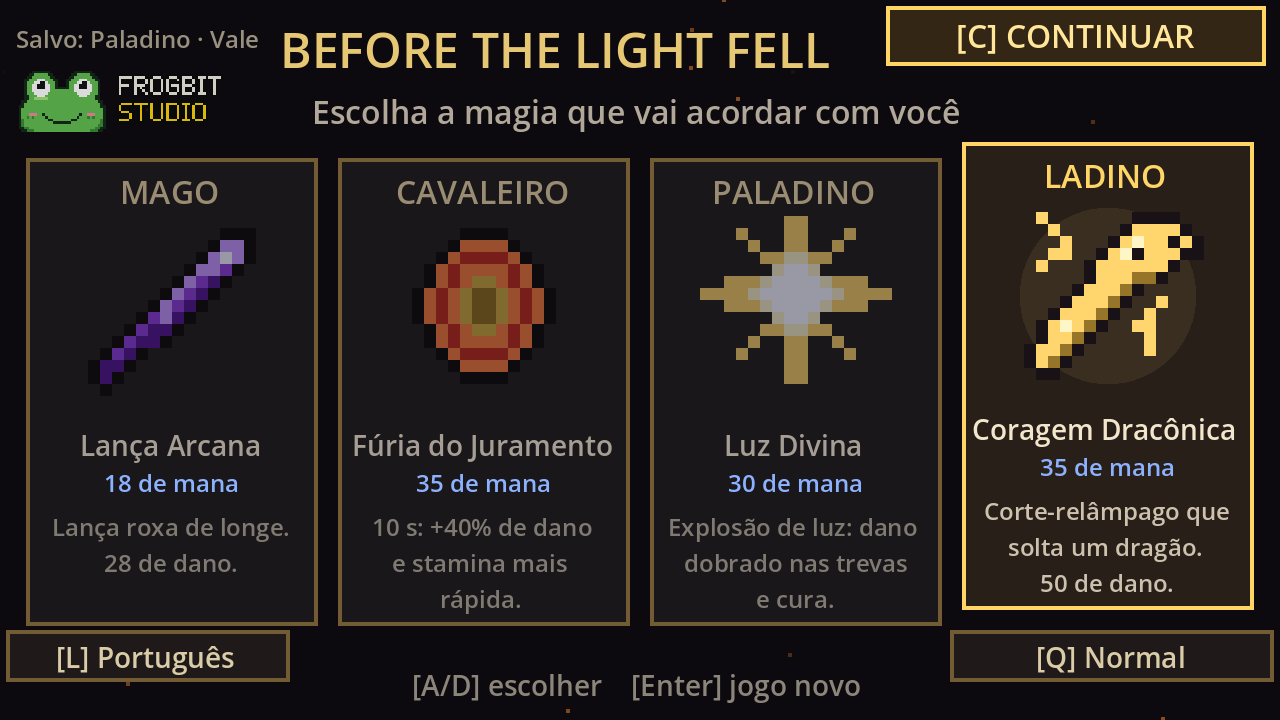 Salvo: Paladino · Vale
BEFORE THE LIGHT FELL
[C] CONTINUAR
FROGBIT
STUDIO
Escolha a magia que vai acordar com você
MAGO
Lança Arcana
18 de mana
Lança roxa de longe.
28 de dano.
CAVALEIRO
Fúria do Juramento
35 de mana
10 s: +40% de dano
e stamina mais
rápida.
PALADINO
Luz Divina
30 de mana
Explosão de luz: dano
dobrado nas trevas
e cura.
LADINO
Coragem Dracônica
35 de mana
Corte-relâmpago que
solta um dragão.
50 de dano.
[L] Português
[A/D] escolher [Enter] jogo novo
[Q] Normal